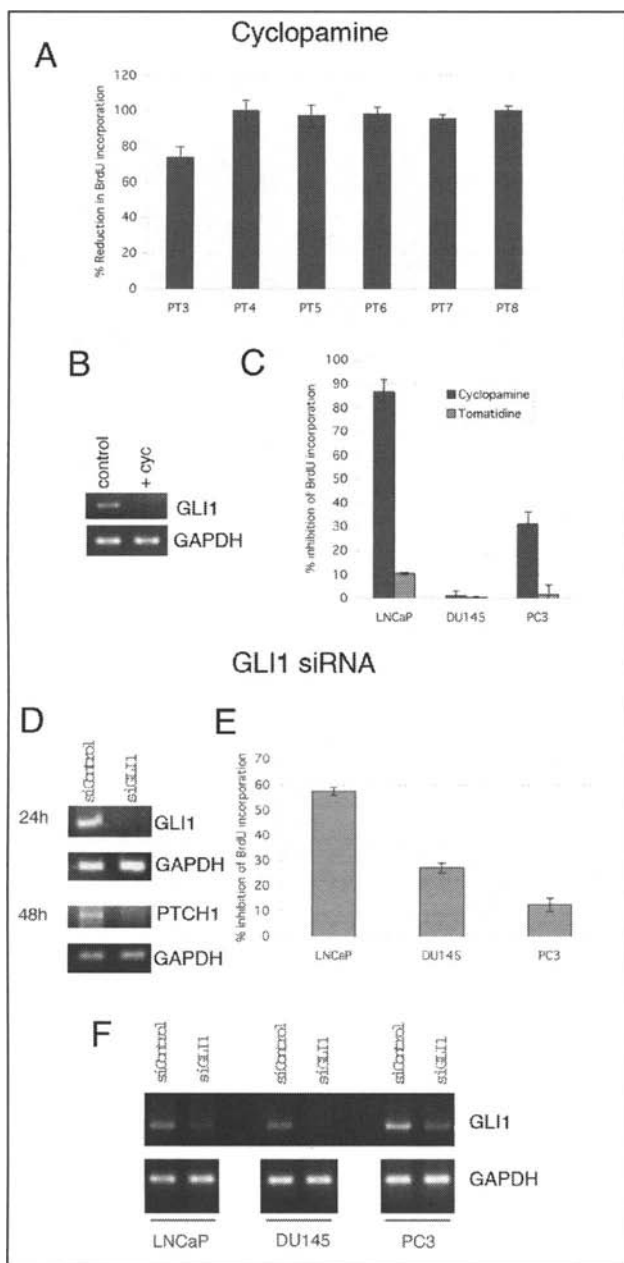 Cyclopamine
A
% Reduction in BrdU incorporation
120
100
80
60
40
20
0
PT3 PT4 PT5 PT6 PT7 PT8
B
control
+ cyc
GLI1
GAPDH
C
% inhibition of BrdU incorporation
100
90
80
70
60
50
40
30
20
10
0
Cyclopamine
Tomatidine
LNCaP DU145 PC3
GLI1 siRNA
D
siControl
siGLI1
24h
GLI1
GAPDH
48h
PTCH1
GAPDH
E
% inhibition of BrdU incorporation
70
60
50
40
30
20
10
0
LNCaP DU145 PC3
F
siControl
siGLI1
siControl
siGLI1
siControl
siGLI1
GLI1
GAPDH
LNCaP DU145 PC3